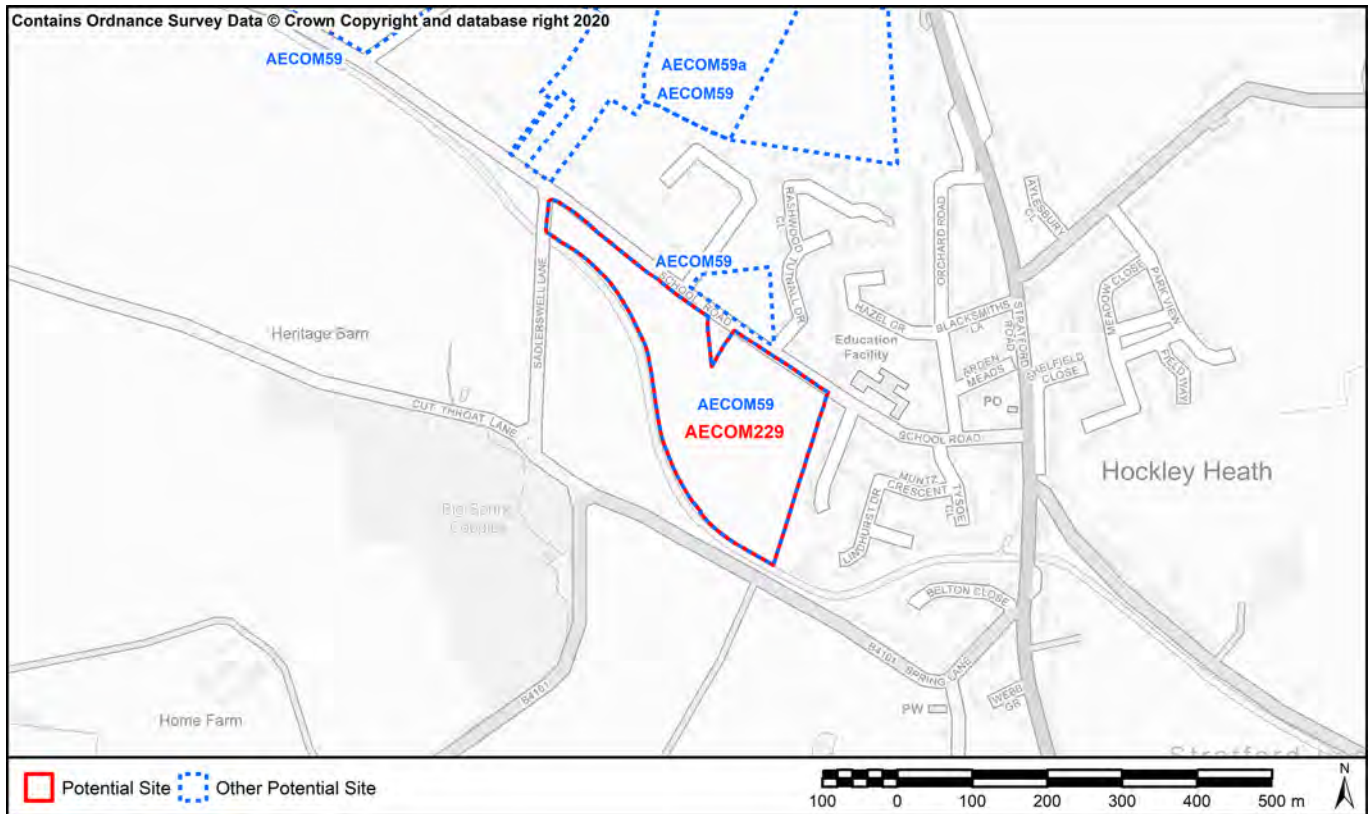 Contains Ordnance Survey Data © Crown Copyright and database right 2020
AECOM59
AECOM59a
AECOM59
AECOM59
AECOM59
AECOM229
SCHOOL ROAD
SADLERSWELL LANE
Heritage Barn
CUT THROAT LANE
Big Spring
Coppice
RASHWOOD
CL
TUTNALL DR
HAZEL GR
Education
Facility
ORCHARD ROAD
BLACKSMITHS
LA
ARDEN
MEADS
STRATFORD RD
ROAD
HELFIELD
CLOSE
PO
SCHOOL ROAD
AYLESBURY
CL
MEADOW
CLOSE
PARK VIEW
FIELD WAY
Hockley Heath
MUNTZ
CRESCENT
TYSOE
CL
LINDHURST DR
BELTON CLOSE
B4101 SPRING LANE
PW
WEBB
GR
B4101
Home Farm
Potential Site
Other Potential Site
100 0 100 200 300 400 500 m
N